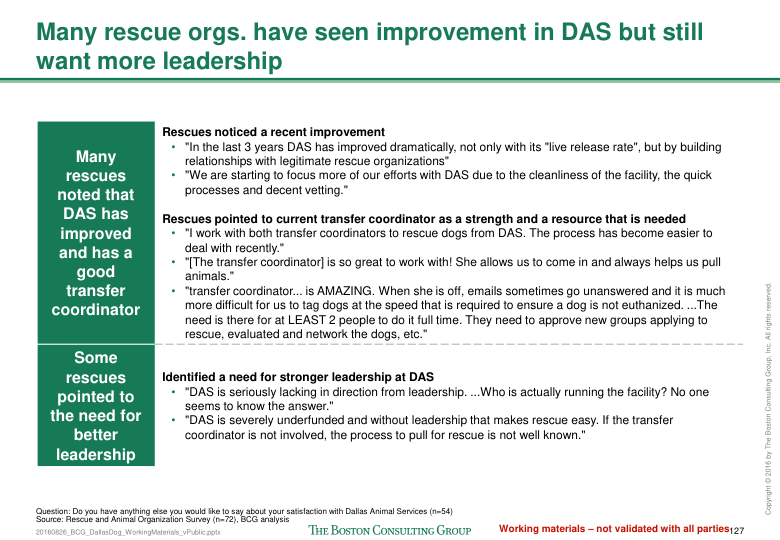 Many rescue orgs. have seen improvement in DAS but still
want more leadership
Many
rescues
noted that
DAS has
improved
and has a
good
transfer
coordinator
Rescues noticed a recent improvement
• "In the last 3 years DAS has improved dramatically, not only with its "live release rate", but by building
relationships with legitimate rescue organizations"
• "We are starting to focus more of our efforts with DAS due to the cleanliness of the facility, the quick
processes and decent vetting."
Rescues pointed to current transfer coordinator as a strength and a resource that is needed
• "I work with both transfer coordinators to rescue dogs from DAS. The process has become easier to
deal with recently."
• "[The transfer coordinator] is so great to work with! She allows us to come in and always helps us pull
animals."
• "transfer coordinator... is AMAZING. When she is off, emails sometimes go unanswered and it is much
more difficult for us to tag dogs at the speed that is required to ensure a dog is not euthanized. ...The
need is there for at LEAST 2 people to do it full time. They need to approve new groups applying to
rescue, evaluated and network the dogs, etc."
Some
rescues
pointed to
the need for
better
leadership
Identified a need for stronger leadership at DAS
• "DAS is seriously lacking in direction from leadership. ...Who is actually running the facility? No one
seems to know the answer."
• "DAS is severely underfunded and without leadership that makes rescue easy. If the transfer
coordinator is not involved, the process to pull for rescue is not well known."
Question: Do you have anything else you would like to say about your satisfaction with Dallas Animal Services (n=54)
Source: Rescue and Animal Organization Survey (n=72), BCG analysis
20160826_BCG_DallasDog_WorkingMaterials_vPublic.pptx
THE BOSTON CONSULTING GROUP
Working materials – not validated with all parties
127
Copyright © 2016 by The Boston Consulting Group, Inc. All rights reserved.